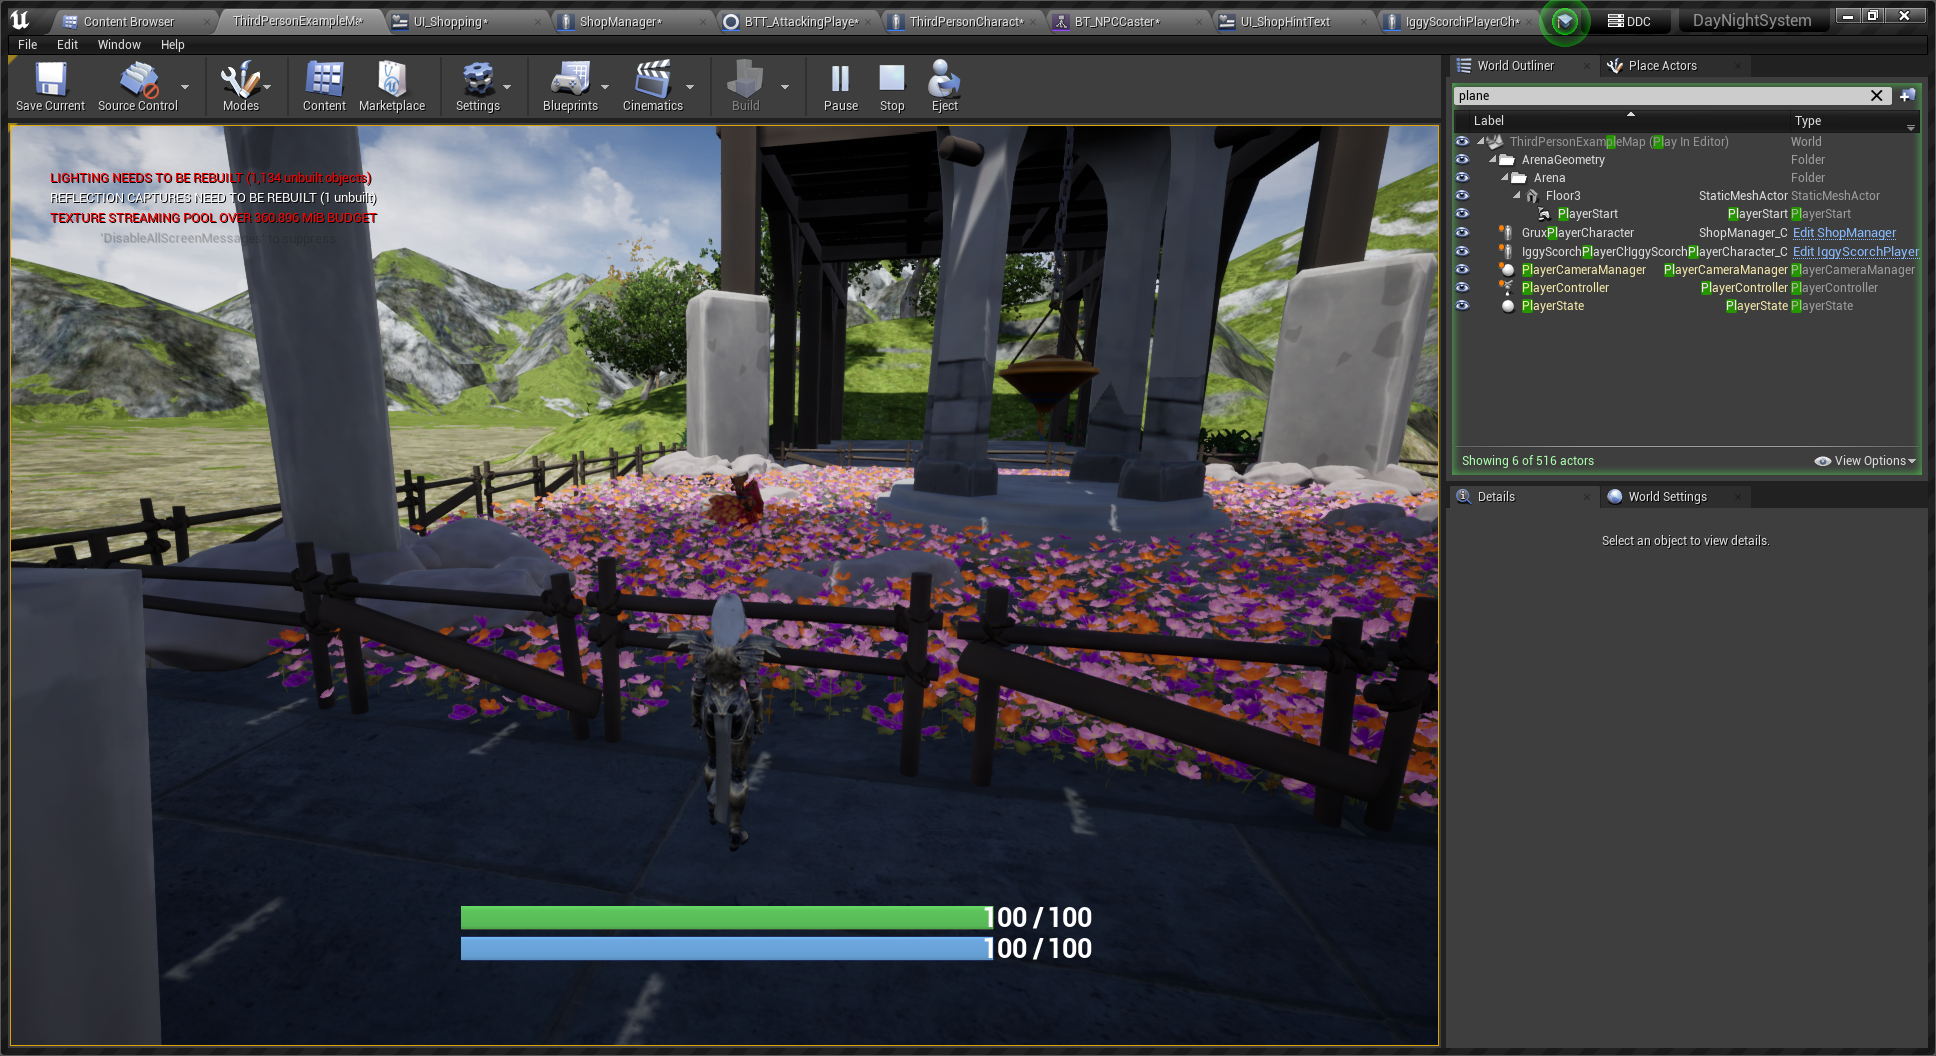 Content Browser
ThirdPersonExampleMa*
UI_Shopping*
ShopManager*
BTT_AttackingPlaye*
ThirdPersonCharact*
BT_NPCCaster*
UI_ShopHintText
IggyScorchPlayerCh*
DDC
DayNightSystem
File Edit Window Help
Save Current
Source Control
Modes
Content
Marketplace
Settings
Blueprints
Cinematics
Build
Pause
Stop
Eject
LIGHTING NEEDS TO BE REBUILT (1,134 unbuilt objects)
REFLECTION CAPTURES NEED TO BE REBUILT (1 unbuilt)
TEXTURE STREAMING POOL OVER 360.896 MiB BUDGET
'DisableAllScreenMessages' to suppress
100 / 100
100 / 100
World Outliner
Place Actors
plane
Label Type
ThirdPersonExampleMap (Play In Editor) World
ArenaGeometry Folder
Arena Folder
Floor3 StaticMeshActor StaticMeshActor
PlayerStart PlayerStart PlayerStart
GruxPlayerCharacter ShopManager_C Edit ShopManager
IggyScorchPlayerChIggyScorchPlayerCharacter_C Edit IggyScorchPlayer
PlayerCameraManager PlayerCameraManager PlayerCameraManager
PlayerController PlayerController PlayerController
PlayerState PlayerState PlayerState
Showing 6 of 516 actors
View Options
Details
World Settings
Select an object to view details.